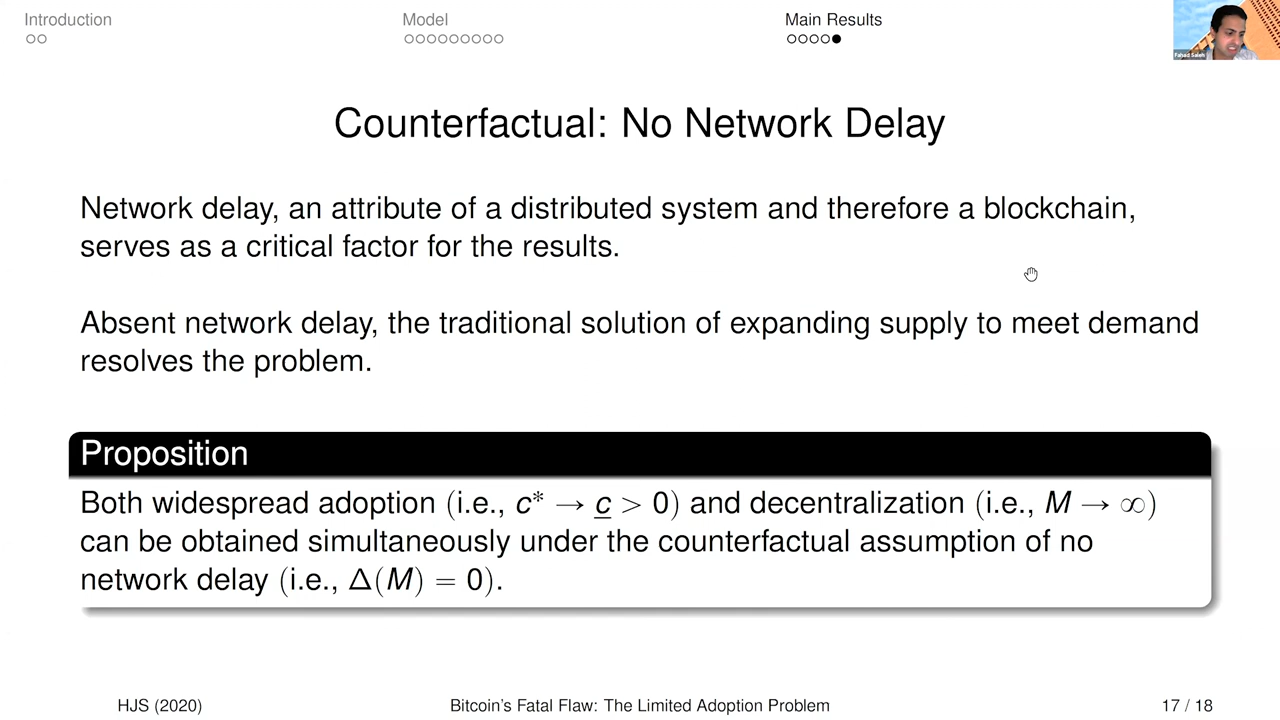 Introduction
Model
Main Results
Fahad Saleh
Counterfactual: No Network Delay
Network delay, an attribute of a distributed system and therefore a blockchain,
serves as a critical factor for the results.
Absent network delay, the traditional solution of expanding supply to meet demand
resolves the problem.
Proposition
Both widespread adoption (i.e., c* → c̲ > 0) and decentralization (i.e., M → ∞)
can be obtained simultaneously under the counterfactual assumption of no
network delay (i.e., Δ(M) = 0).
HJS (2020)
Bitcoin's Fatal Flaw: The Limited Adoption Problem
17 / 18